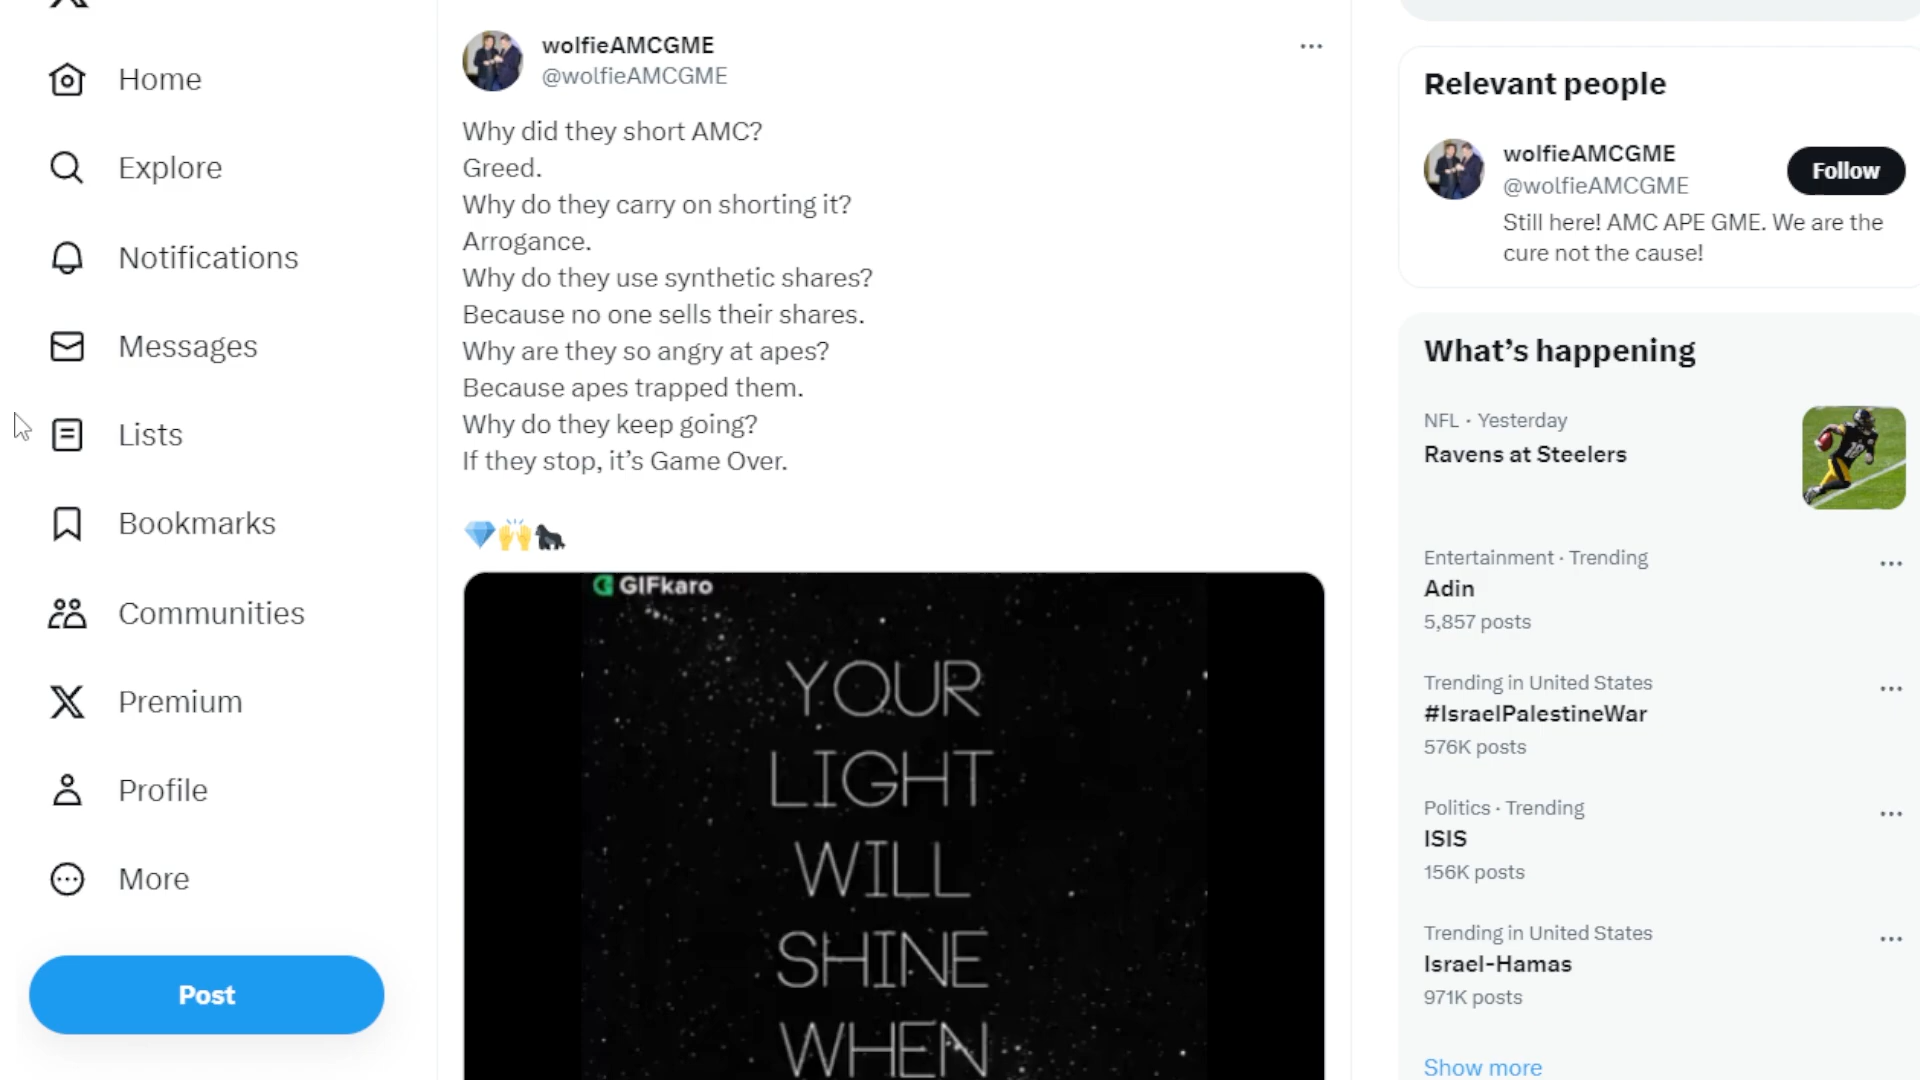 Home
Explore
Notifications
Messages
Lists
Bookmarks
Communities
Premium
Profile
More
Post
wolfieAMCGME
@wolfieAMCGME
Why did they short AMC?
Greed.
Why do they carry on shorting it?
Arrogance.
Why do they use synthetic shares?
Because no one sells their shares.
Why are they so angry at apes?
Because apes trapped them.
Why do they keep going?
If they stop, it’s Game Over.
GIFkaro
YOUR
LIGHT
WILL
SHINE
WHEN
Relevant people
wolfieAMCGME
@wolfieAMCGME
Follow
Still here! AMC APE GME. We are the
cure not the cause!
What’s happening
NFL · Yesterday
Ravens at Steelers
Entertainment · Trending
Adin
5,857 posts
Trending in United States
#IsraelPalestineWar
576K posts
Politics · Trending
ISIS
156K posts
Trending in United States
Israel-Hamas
971K posts
Show more